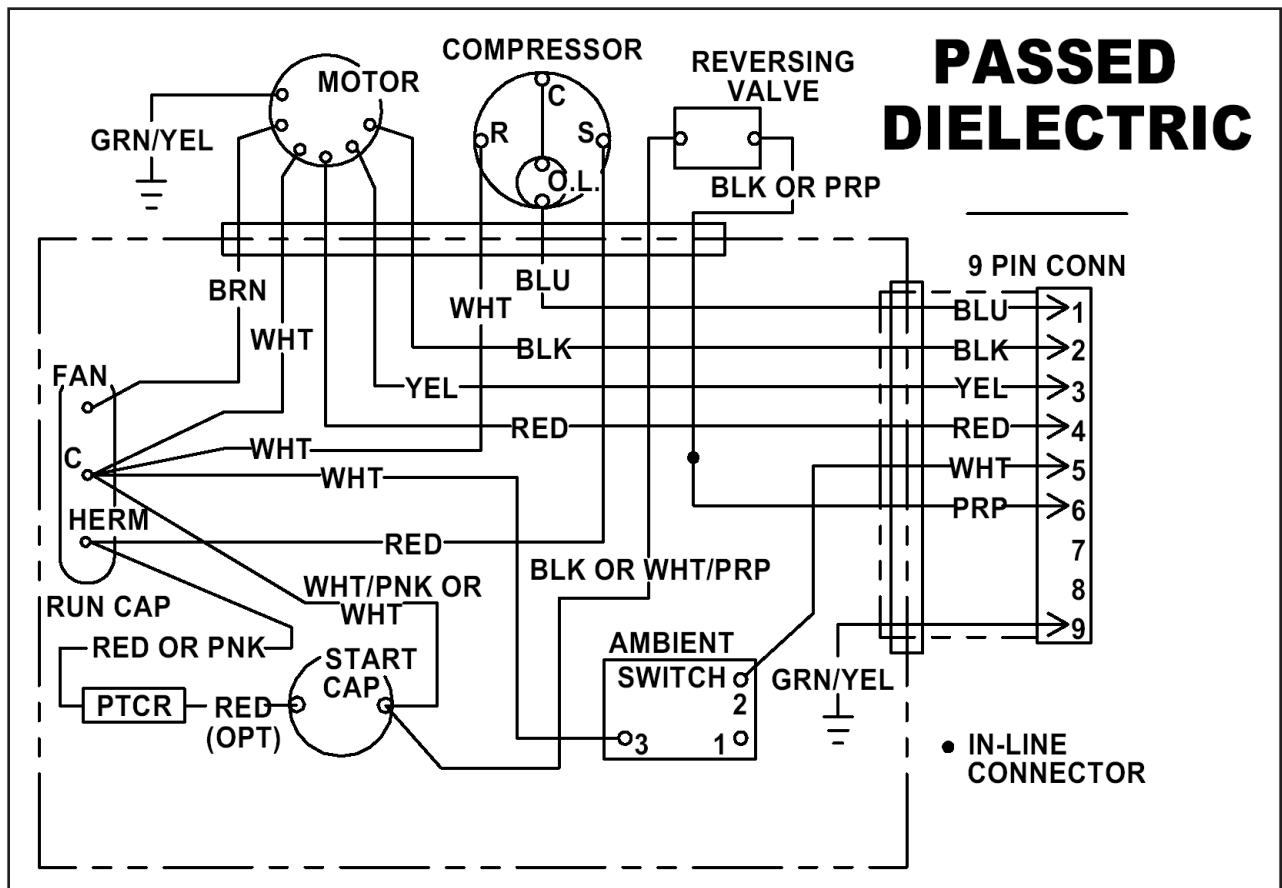 PASSED
DIELECTRIC
COMPRESSOR
MOTOR
REVERSING
VALVE
GRN/YEL
C
R
S
O.L.
BLK OR PRP
9 PIN CONN
BRN
BLU
WHT
WHT
BLU
1
BLK
BLK
2
FAN
YEL
YEL
3
RED
RED
4
C
WHT
WHT
5
WHT
HERM
PRP
6
RED
7
BLK OR WHT/PRP
8
WHT/PNK OR
WHT
RUN CAP
9
RED OR PNK
AMBIENT
SWITCH
START
CAP
GRN/YEL
2
PTCR
RED
(OPT)
3
1
IN-LINE
CONNECTOR